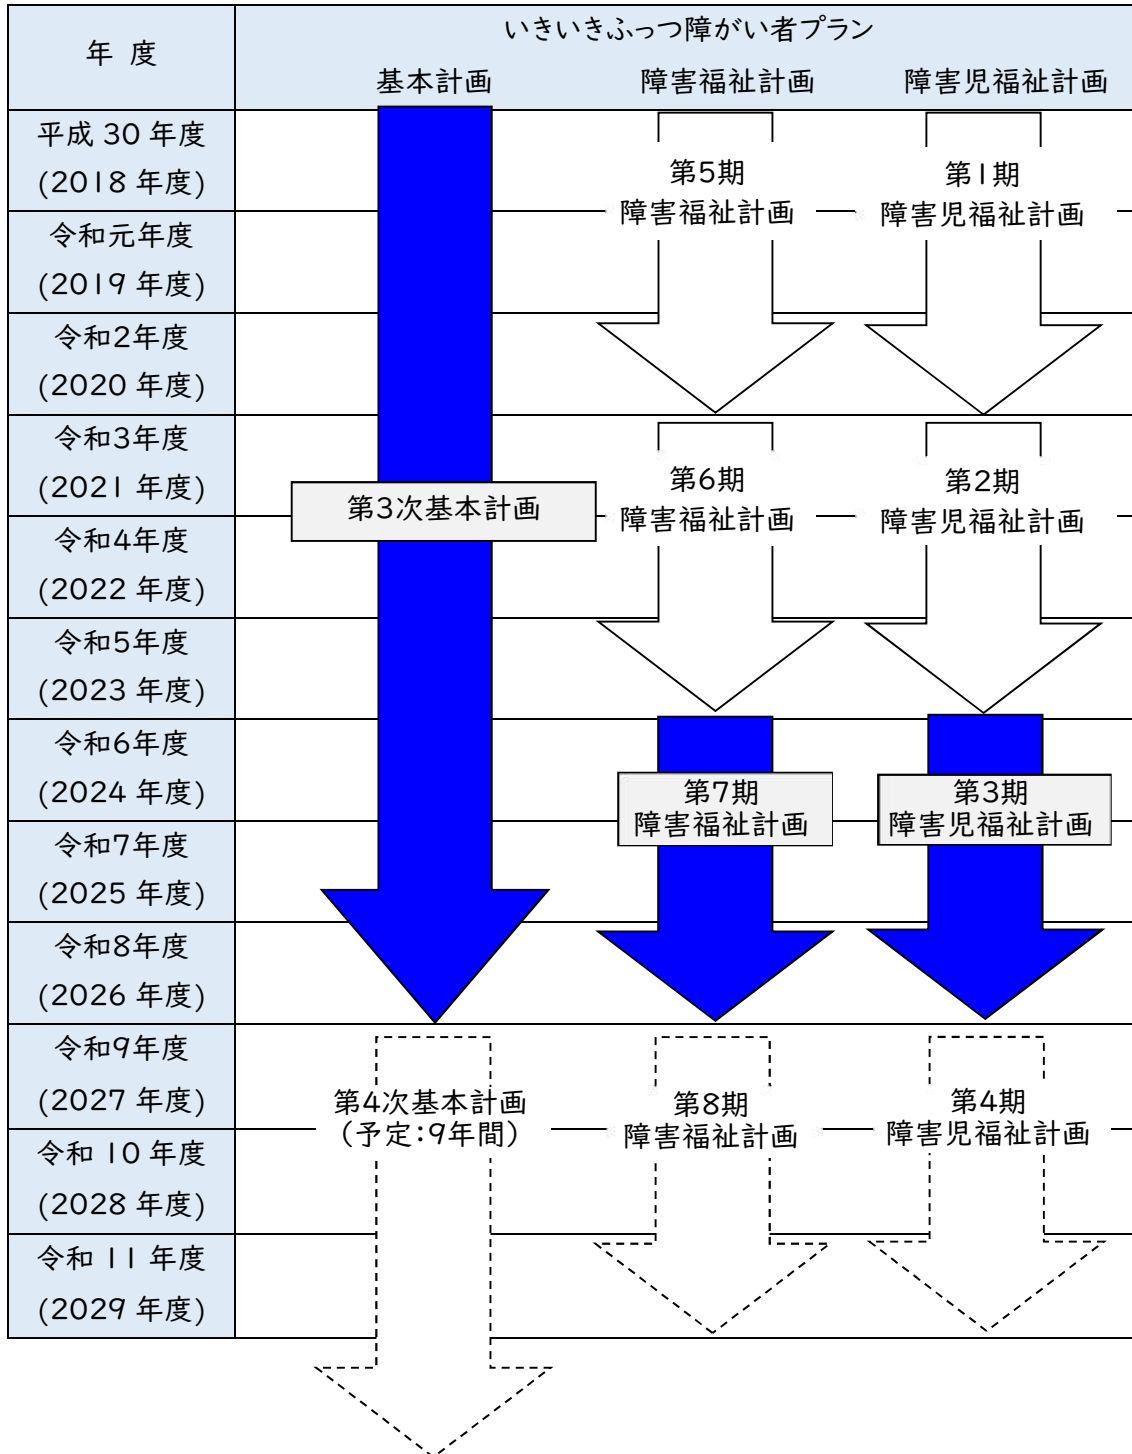 年 度
いきいきふっつ障がい者プラン
基本計画
障害福祉計画
障害児福祉計画
平成 30 年度
(2018 年度)
令和元年度
(2019 年度)
令和2年度
(2020 年度)
令和3年度
(2021 年度)
令和4年度
(2022 年度)
令和5年度
(2023 年度)
令和6年度
(2024 年度)
令和7年度
(2025 年度)
令和8年度
(2026 年度)
令和9年度
(2027 年度)
令和 10 年度
(2028 年度)
令和 11 年度
(2029 年度)
第3次基本計画
第4次基本計画
(予定:9年間)
第5期
障害福祉計画
第6期
障害福祉計画
第7期
障害福祉計画
第8期
障害福祉計画
第1期
障害児福祉計画
第2期
障害児福祉計画
第3期
障害児福祉計画
第4期
障害児福祉計画